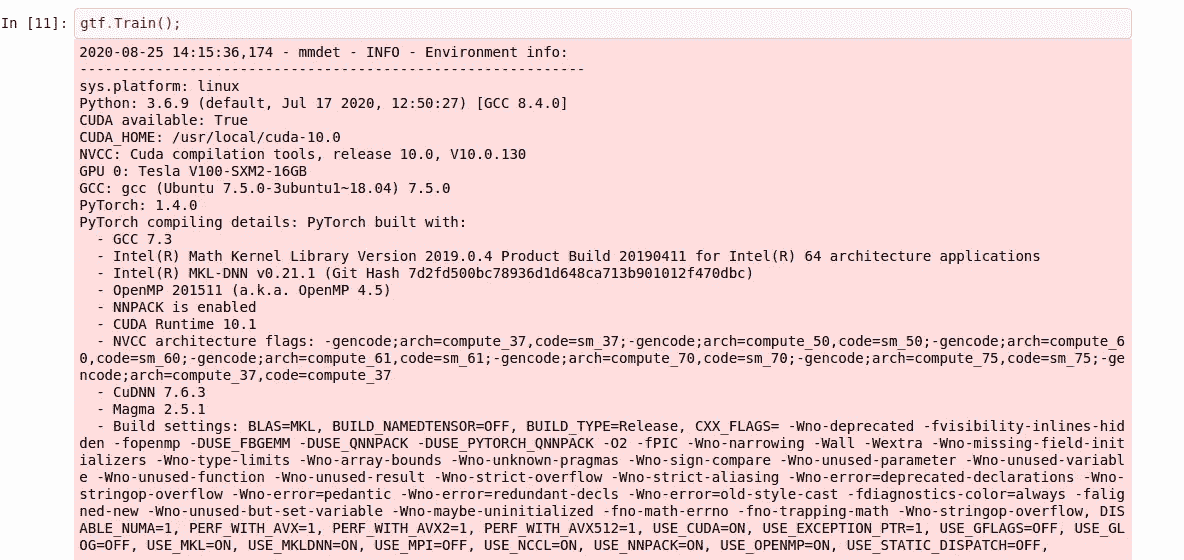 In [11]: gtf.Train();
2020-08-25 14:15:36,174 - mmdet - INFO - Environment info:
------------------------------------------------------------
sys.platform: linux
Python: 3.6.9 (default, Jul 17 2020, 12:50:27) [GCC 8.4.0]
CUDA available: True
CUDA_HOME: /usr/local/cuda-10.0
NVCC: Cuda compilation tools, release 10.0, V10.0.130
GPU 0: Tesla V100-SXM2-16GB
GCC: gcc (Ubuntu 7.5.0-3ubuntu1~18.04) 7.5.0
PyTorch: 1.4.0
PyTorch compiling details: PyTorch built with:
  - GCC 7.3
  - Intel(R) Math Kernel Library Version 2019.0.4 Product Build 20190411 for Intel(R) 64 architecture applications
  - Intel(R) MKL-DNN v0.21.1 (Git Hash 7d2fd500bc78936d1d648ca713b901012f470dbc)
  - OpenMP 201511 (a.k.a. OpenMP 4.5)
  - NNPACK is enabled
  - CUDA Runtime 10.1
  - NVCC architecture flags: -gencode;arch=compute_37,code=sm_37;-gencode;arch=compute_50,code=sm_50;-gencode;arch=compute_6
0,code=sm_60;-gencode;arch=compute_61,code=sm_61;-gencode;arch=compute_70,code=sm_70;-gencode;arch=compute_75,code=sm_75;-ge
ncode;arch=compute_37,code=compute_37
  - CuDNN 7.6.3
  - Magma 2.5.1
  - Build settings: BLAS=MKL, BUILD_NAMEDTENSOR=OFF, BUILD_TYPE=Release, CXX_FLAGS= -Wno-deprecated -fvisibility-inlines-hid
den -fopenmp -DUSE_FBGEMM -DUSE_QNNPACK -DUSE_PYTORCH_QNNPACK -O2 -fPIC -Wno-narrowing -Wall -Wextra -Wno-missing-field-init
ializers -Wno-type-limits -Wno-array-bounds -Wno-unknown-pragmas -Wno-sign-compare -Wno-unused-parameter -Wno-unused-variabl
e -Wno-unused-function -Wno-unused-result -Wno-strict-overflow -Wno-strict-aliasing -Wno-error=deprecated-declarations -Wno-
stringop-overflow -Wno-error=pedantic -Wno-error=redundant-decls -Wno-error=old-style-cast -fdiagnostics-color=always -falig
ned-new -Wno-unused-but-set-variable -Wno-maybe-uninitialized -fno-math-errno -fno-trapping-math -Wno-stringop-overflow, DIS
ABLE_NUMA=1, PERF_WITH_AVX=1, PERF_WITH_AVX2=1, PERF_WITH_AVX512=1, USE_CUDA=ON, USE_EXCEPTION_PTR=1, USE_GFLAGS=OFF, USE_GL
OG=OFF, USE_MKL=ON, USE_MKLDNN=ON, USE_MPI=OFF, USE_NCCL=ON, USE_NNPACK=ON, USE_OPENMP=ON, USE_STATIC_DISPATCH=OFF,